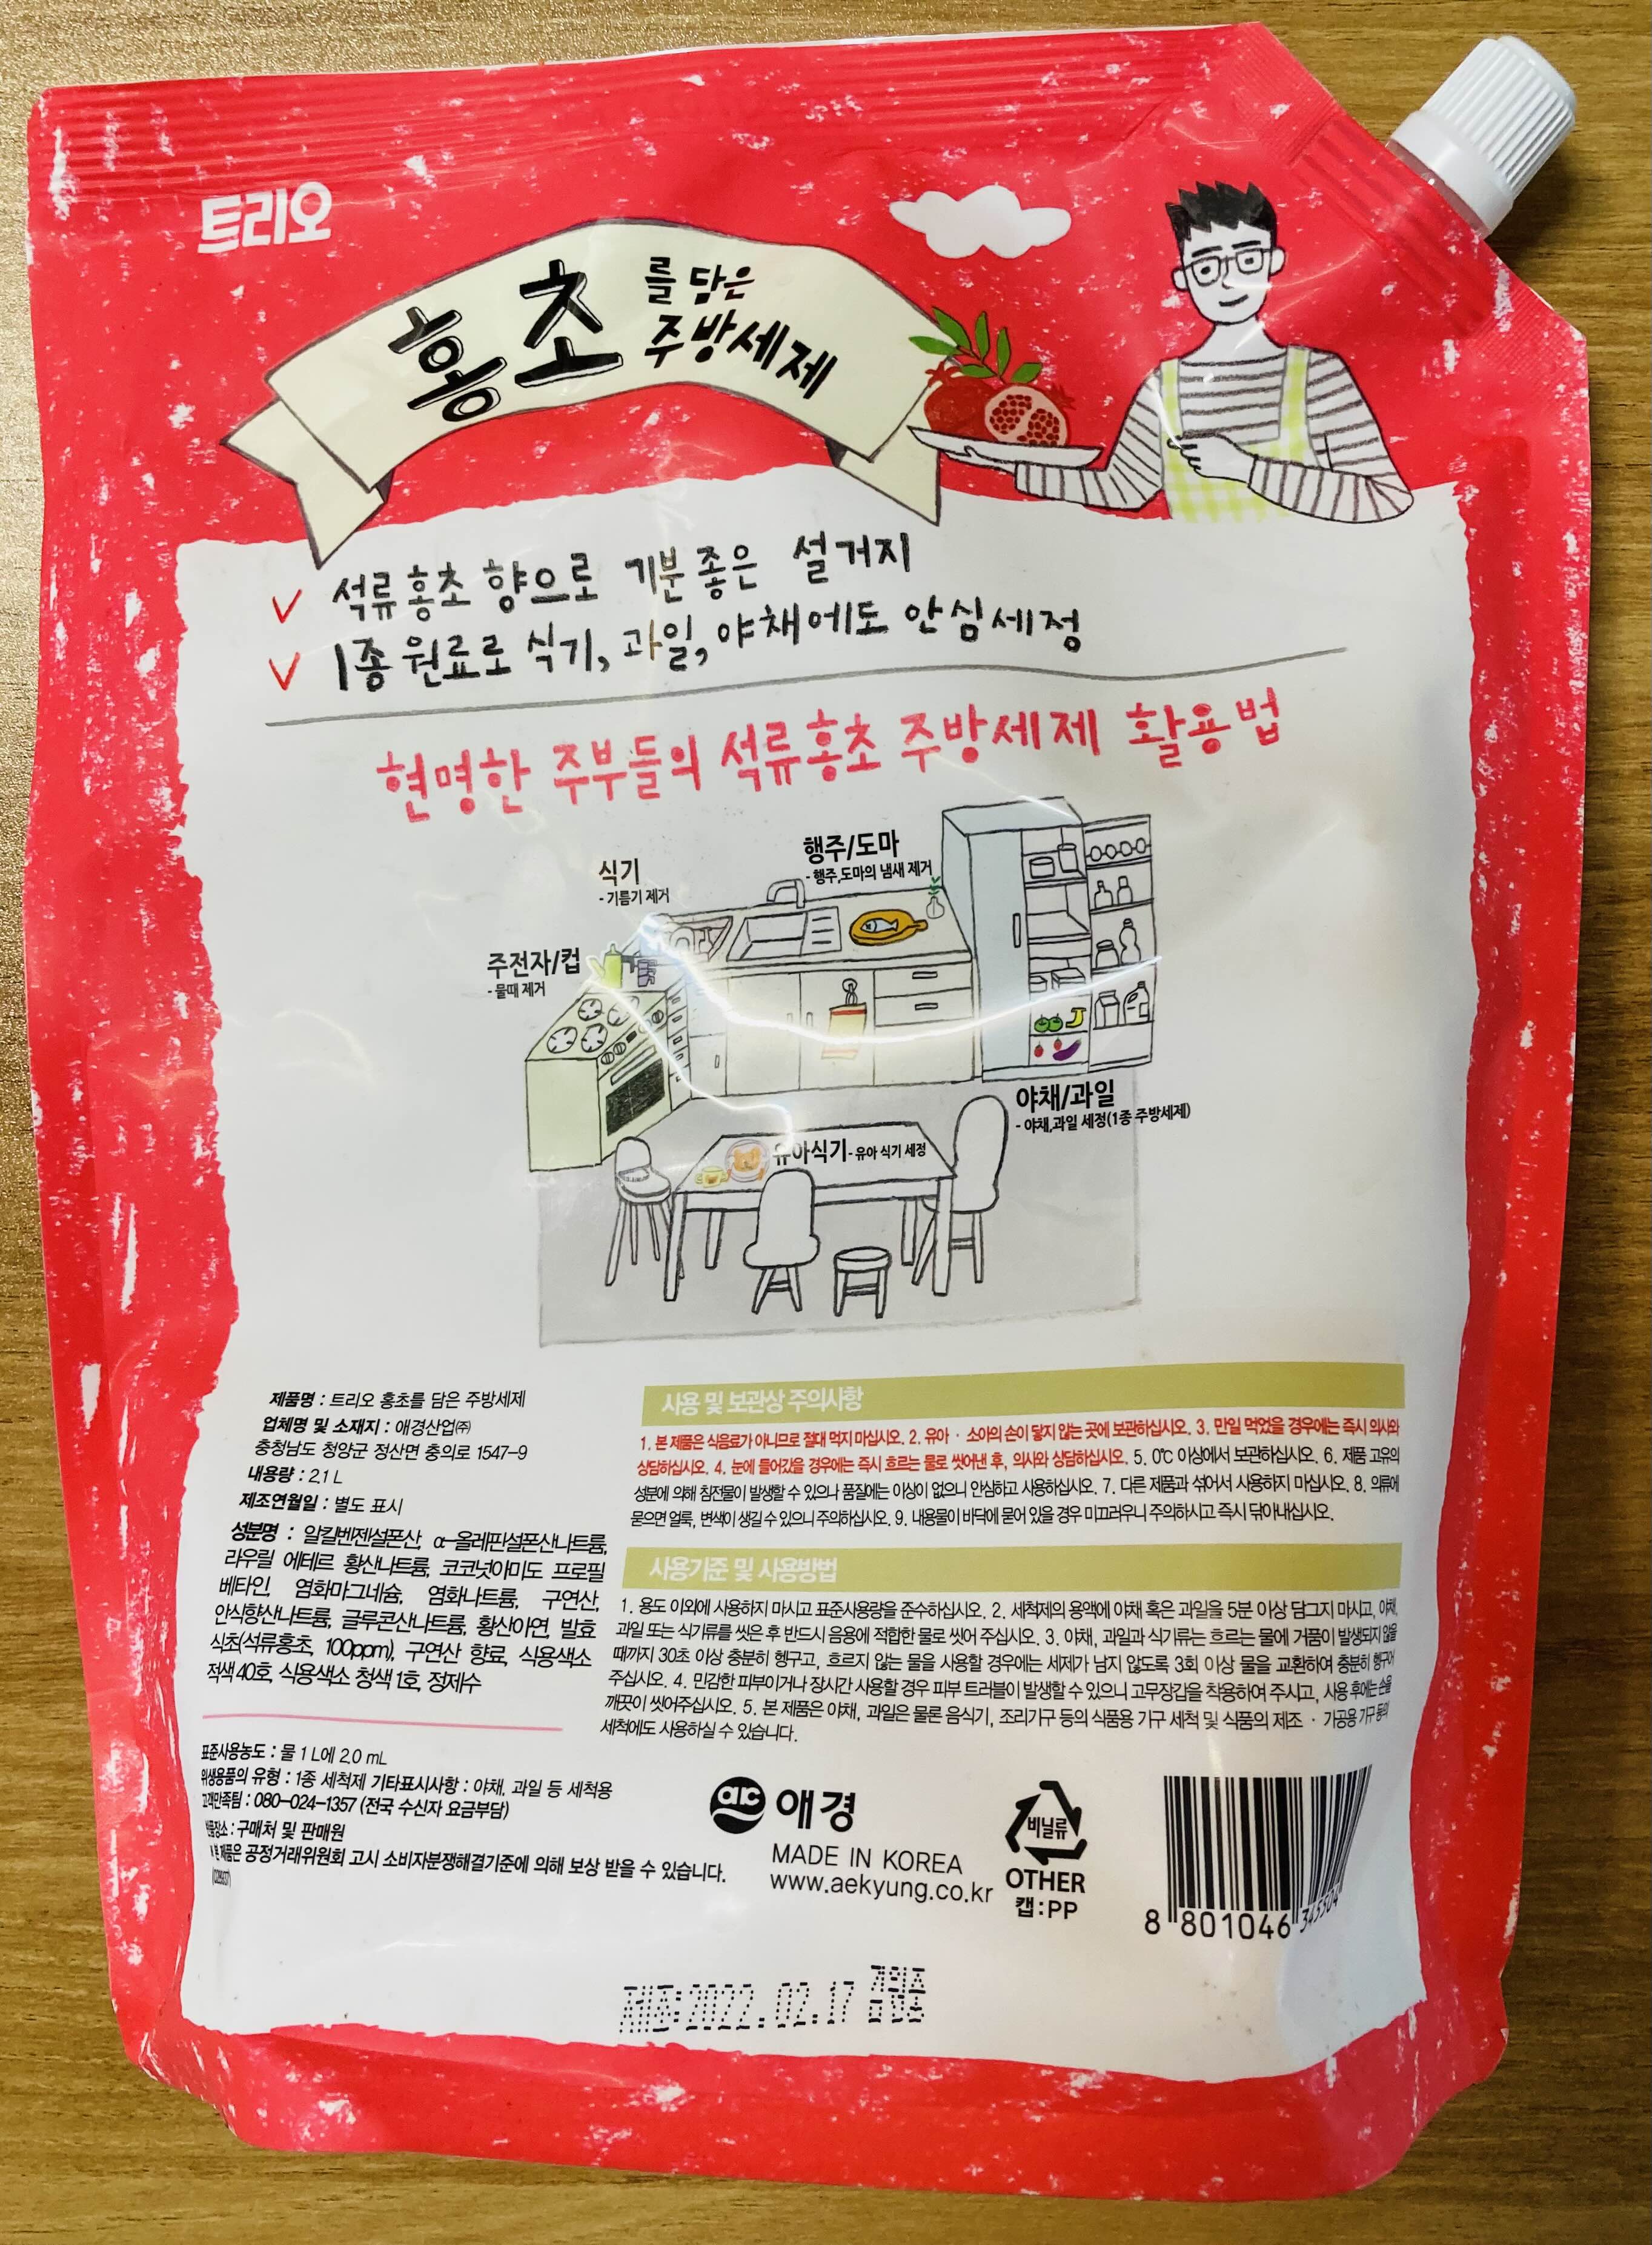 트리오
홍초를 담은
주방세제
석류홍초 향으로 기분 좋은 설거지
1종 원료로 식기, 과일, 야채에도 안심세정
현명한 주부들의 석류홍초 주방세제 활용법
행주/도마
- 행주,도마의 냄새 제거
식기
- 기름기 제거
주전자/컵
- 물때 제거
야채/과일
- 야채,과일 세정(1종 주방세제)
유아식기 - 유아 식기 세정
제품명 : 트리오 홍초를 담은 주방세제
업체명 및 소재지 : 애경산업㈜
충청남도 청양군 정산면 충의로 1547-9
내용량 : 2.1 L
제조연월일 : 별도 표시
성분명 : 알킬벤젠설폰산, α-올레핀설폰산나트륨,
라우릴 에테르 황산나트륨, 코코넛아미도 프로필
베타인, 염화마그네슘, 염화나트륨, 구연산,
안식향산나트륨, 글루콘산나트륨, 황산아연, 발효
식초(석류홍초, 100ppm), 구연산 향료, 식용색소
적색 40호, 식용색소 청색 1호, 정제수
표준사용농도 : 물 1 L에 2.0 mL
위생용품의 유형 : 1종 세척제 기타표시사항 : 야채, 과일 등 세척용
고객만족팀 : 080-024-1357 (전국 수신자 요금부담)
반품장소 : 구매처 및 판매원
* 본 제품은 공정거래위원회 고시 소비자분쟁해결기준에 의해 보상 받을 수 있습니다.
사용 및 보관상 주의사항
1. 본 제품은 식음료가 아니므로 절대 먹지 마십시오. 2. 유아 · 소아의 손이 닿지 않는 곳에 보관하십시오. 3. 만일 먹었을 경우에는 즉시 의사와
상담하십시오. 4. 눈에 들어갔을 경우에는 즉시 흐르는 물로 씻어낸 후, 의사와 상담하십시오. 5. 0℃ 이상에서 보관하십시오. 6. 제품 고유의
성분에 의해 침전물이 발생할 수 있으나 품질에는 이상이 없으니 안심하고 사용하십시오. 7. 다른 제품과 섞어서 사용하지 마십시오. 8. 의류에
묻으면 얼룩, 변색이 생길 수 있으니 주의하십시오. 9. 내용물이 바닥에 묻어 있을 경우 미끄러우니 주의하시고 즉시 닦아내십시오.
사용기준 및 사용방법
1. 용도 이외에 사용하지 마시고 표준사용량을 준수하십시오. 2. 세척제의 용액에 야채 혹은 과일을 5분 이상 담그지 마시고, 야채,
과일 또는 식기류를 씻은 후 반드시 음용에 적합한 물로 씻어 주십시오. 3. 야채, 과일과 식기류는 흐르는 물에 거품이 발생되지 않을
때까지 30초 이상 충분히 헹구고, 흐르지 않는 물을 사용할 경우에는 세제가 남지 않도록 3회 이상 물을 교환하여 충분히 헹구어
주십시오. 4. 민감한 피부이거나 장시간 사용할 경우 피부 트러블이 발생할 수 있으니 고무장갑을 착용하여 주시고, 사용 후에는 손을
깨끗이 씻어주십시오. 5. 본 제품은 야채, 과일은 물론 음식기, 조리기구 등의 식품용 기구 세척 및 식품의 제조 · 가공용 기구 등의
세척에도 사용하실 수 있습니다.
애경
MADE IN KOREA
www.aekyung.co.kr
비닐류
OTHER
캡:PP
8 801046 345504
제조:2022.02.17